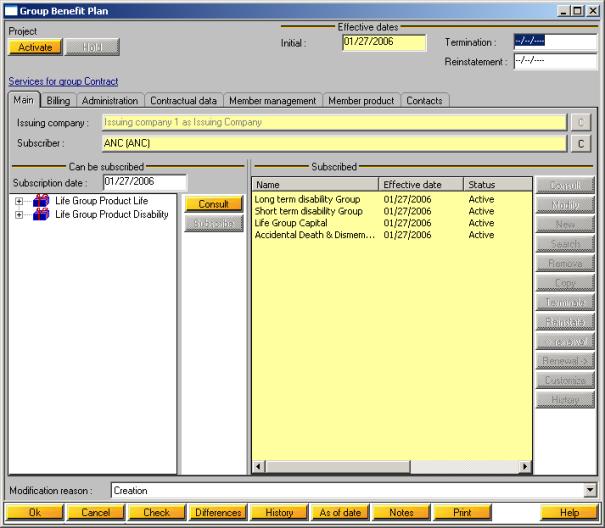 Group Benefit Plan
Project
Activate
Hold
Effective dates
Initial :
01/27/2006
Termination :
--/--/----
Reinstatement :
--/--/----
Services for group Contract
Main
Billing
Administration
Contractual data
Member management
Member product
Contacts
Issuing company :
Issuing company 1 as Issuing Company
C
Subscriber :
ANC (ANC)
C
Can be subscribed
Subscription date :
01/27/2006
Life Group Product Life
Life Group Product Disability
Consult
Subscribe
Subscribed
Name Effective date Status
Long term disability Group 01/27/2006 Active
Short term disability Group 01/27/2006 Active
Life Group Capital 01/27/2006 Active
Accidental Death & Dismem... 01/27/2006 Active
Consult
Modify
New
Search
Remove
Copy
Terminate
Reinstate
Renewal ->
Customize
History
Modification reason :
Creation
Ok
Cancel
Check
Differences
History
As of date
Notes
Print
Help